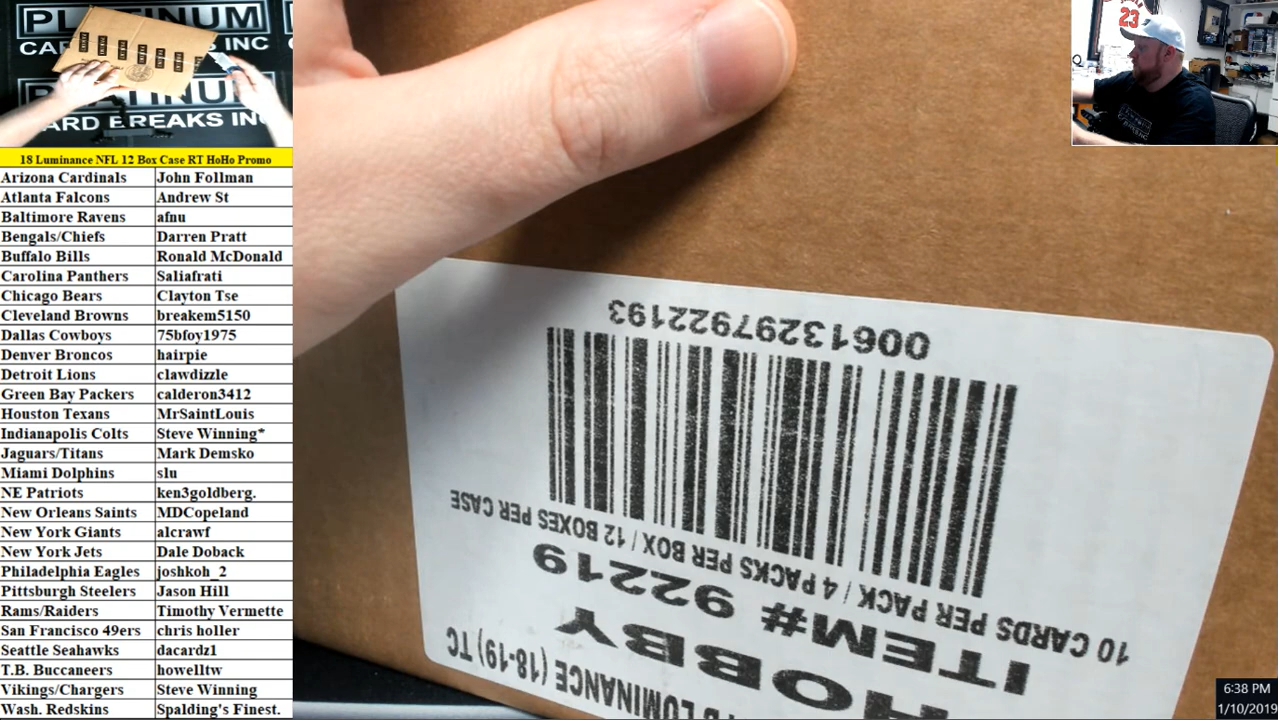 PLATINUM
CARD BREAKS INC
PLATINUM
CARD BREAKS INC
18 Luminance NFL 12 Box Case RT HoHo Promo
Arizona Cardinals John Follman
Atlanta Falcons Andrew St
Baltimore Ravens afnu
Bengals/Chiefs Darren Pratt
Buffalo Bills Ronald McDonald
Carolina Panthers Saliafrati
Chicago Bears Clayton Tse
Cleveland Browns breakem5150
Dallas Cowboys 75bfoy1975
Denver Broncos hairpie
Detroit Lions clawdizzle
Green Bay Packers calderon3412
Houston Texans MrSaintLouis
Indianapolis Colts Steve Winning*
Jaguars/Titans Mark Demsko
Miami Dolphins slu
NE Patriots ken3goldberg.
New Orleans Saints MDCopeland
New York Giants alcrawf
New York Jets Dale Doback
Philadelphia Eagles joshkoh_2
Pittsburgh Steelers Jason Hill
Rams/Raiders Timothy Vermette
San Francisco 49ers chris holler
Seattle Seahawks dacardz1
T.B. Buccaneers howelltw
Vikings/Chargers Steve Winning
Wash. Redskins Spalding's Finest.
LUMINANCE (18-19) TC
HOBBY
ITEM# 92219
10 CARDS PER PACK / 4 PACKS PER BOX / 12 BOXES PER CASE
00613297922193
23
6:38 PM
1/10/2019